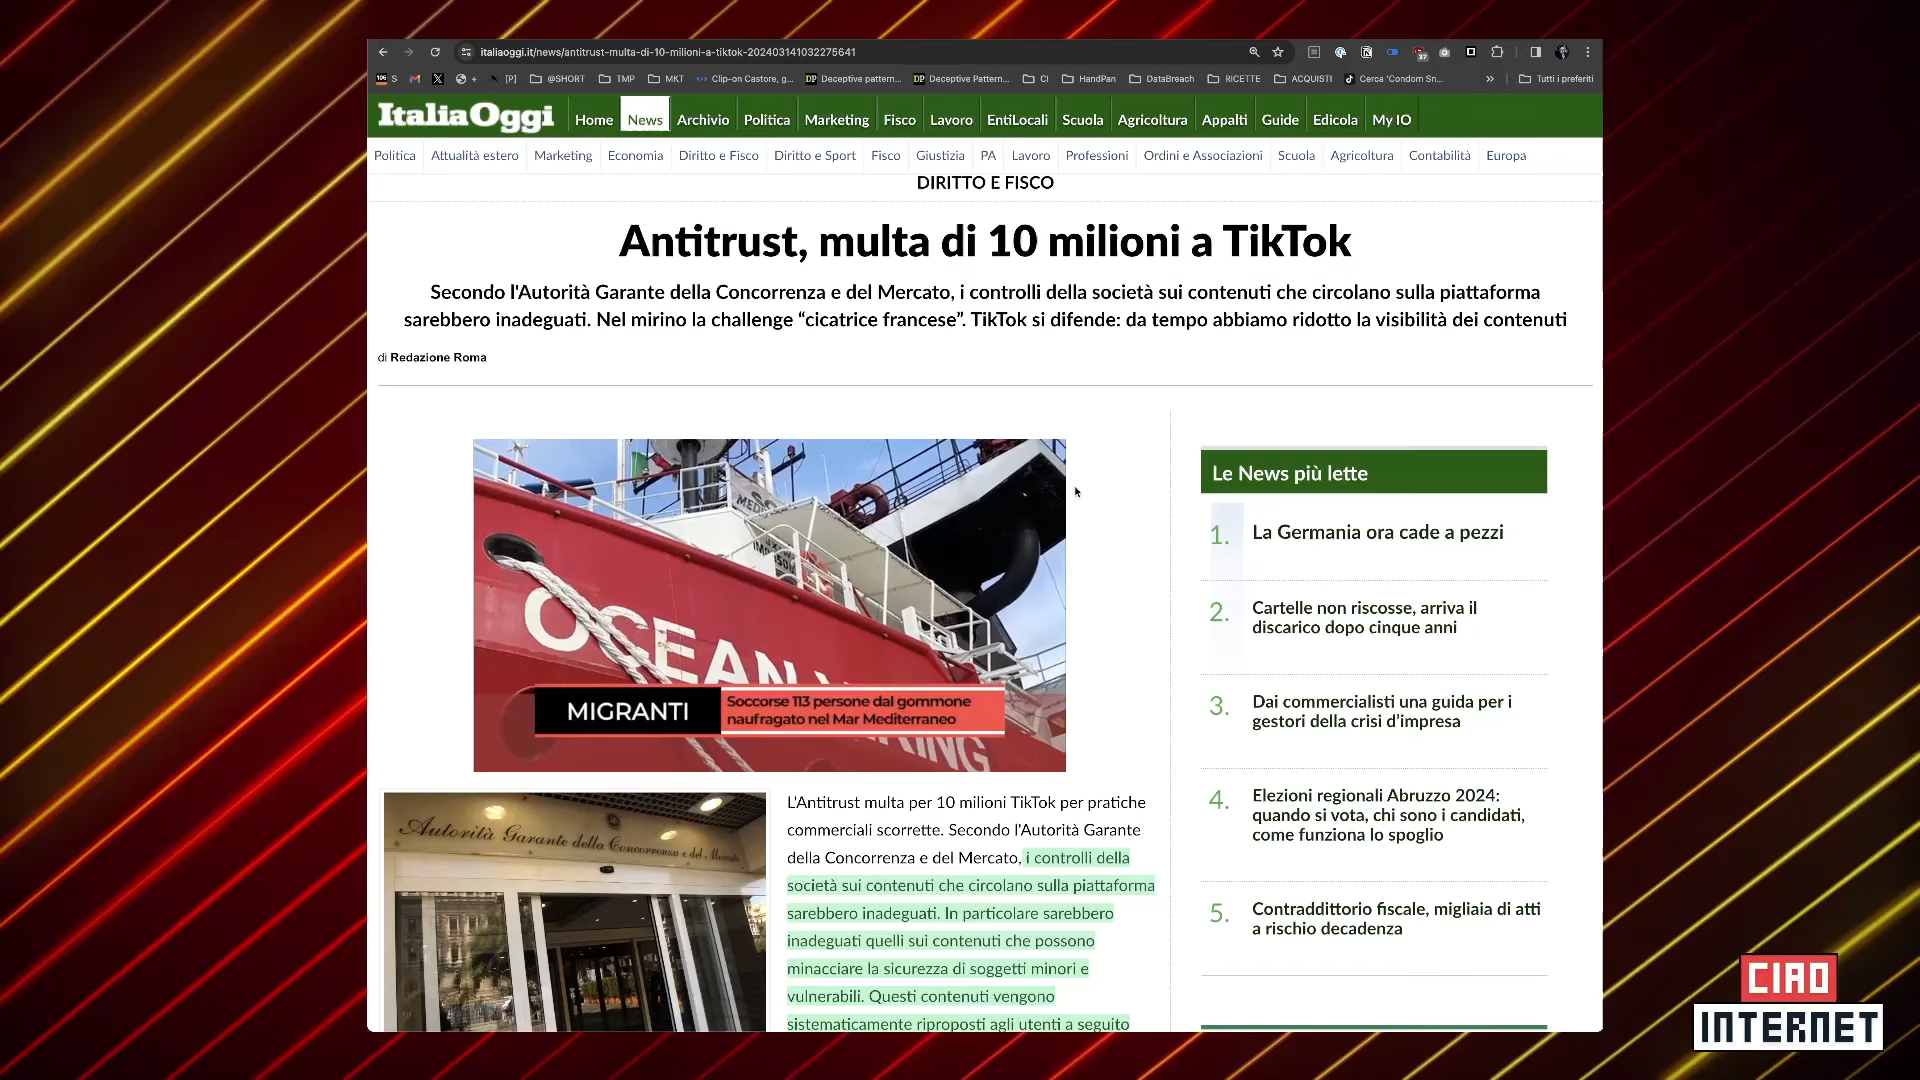 italiaoggi.it/news/antitrust-multa-di-10-milioni-a-tiktok-202403141032275641
S
[P]
@SHORT
TMP
MKT
Clip-on Castore, g...
Deceptive pattern...
Deceptive Pattern...
CI
HandPan
DataBreach
RICETTE
ACQUISTI
Cerca 'Condom Sn...
Tutti i preferiti
ItaliaOggi
Home News Archivio Politica Marketing Fisco Lavoro EntiLocali Scuola Agricoltura Appalti Guide Edicola My IO
Politica Attualità estero Marketing Economia Diritto e Fisco Diritto e Sport Fisco Giustizia PA Lavoro Professioni Ordini e Associazioni Scuola Agricoltura Contabilità Europa
DIRITTO E FISCO
Antitrust, multa di 10 milioni a TikTok
Secondo l'Autorità Garante della Concorrenza e del Mercato, i controlli della società sui contenuti che circolano sulla piattaforma
sarebbero inadeguati. Nel mirino la challenge “cicatrice francese”. TikTok si difende: da tempo abbiamo ridotto la visibilità dei contenuti
di Redazione Roma
OCEAN
MIGRANTI
Soccorse 113 persone dal gommone
naufragato nel Mar Mediterraneo
Autorità Garante della Concorrenza e del Mercato
L'Antitrust multa per 10 milioni TikTok per pratiche
commerciali scorrette. Secondo l'Autorità Garante
della Concorrenza e del Mercato, i controlli della
società sui contenuti che circolano sulla piattaforma
sarebbero inadeguati. In particolare sarebbero
inadeguati quelli sui contenuti che possono
minacciare la sicurezza di soggetti minori e
vulnerabili. Questi contenuti vengono
sistematicamente riproposti agli utenti a seguito
Le News più lette
1. La Germania ora cade a pezzi
2. Cartelle non riscosse, arriva il
discarico dopo cinque anni
3. Dai commercialisti una guida per i
gestori della crisi d'impresa
4. Elezioni regionali Abruzzo 2024:
quando si vota, chi sono i candidati,
come funziona lo spoglio
5. Contraddittorio fiscale, migliaia di atti
a rischio decadenza
CIAO
INTERNET